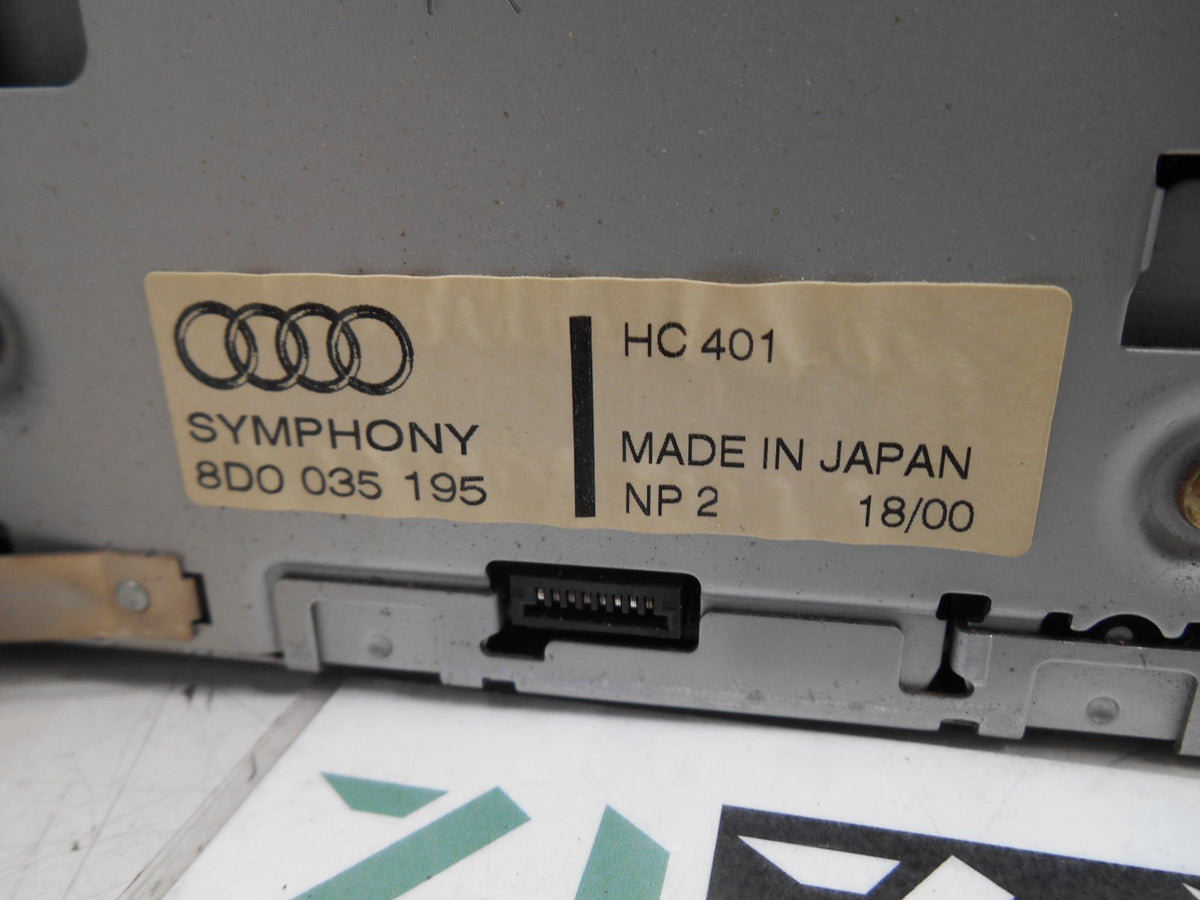 SYMPHONY
8D0 035 195
HC 401
MADE IN JAPAN
NP 2 18/00